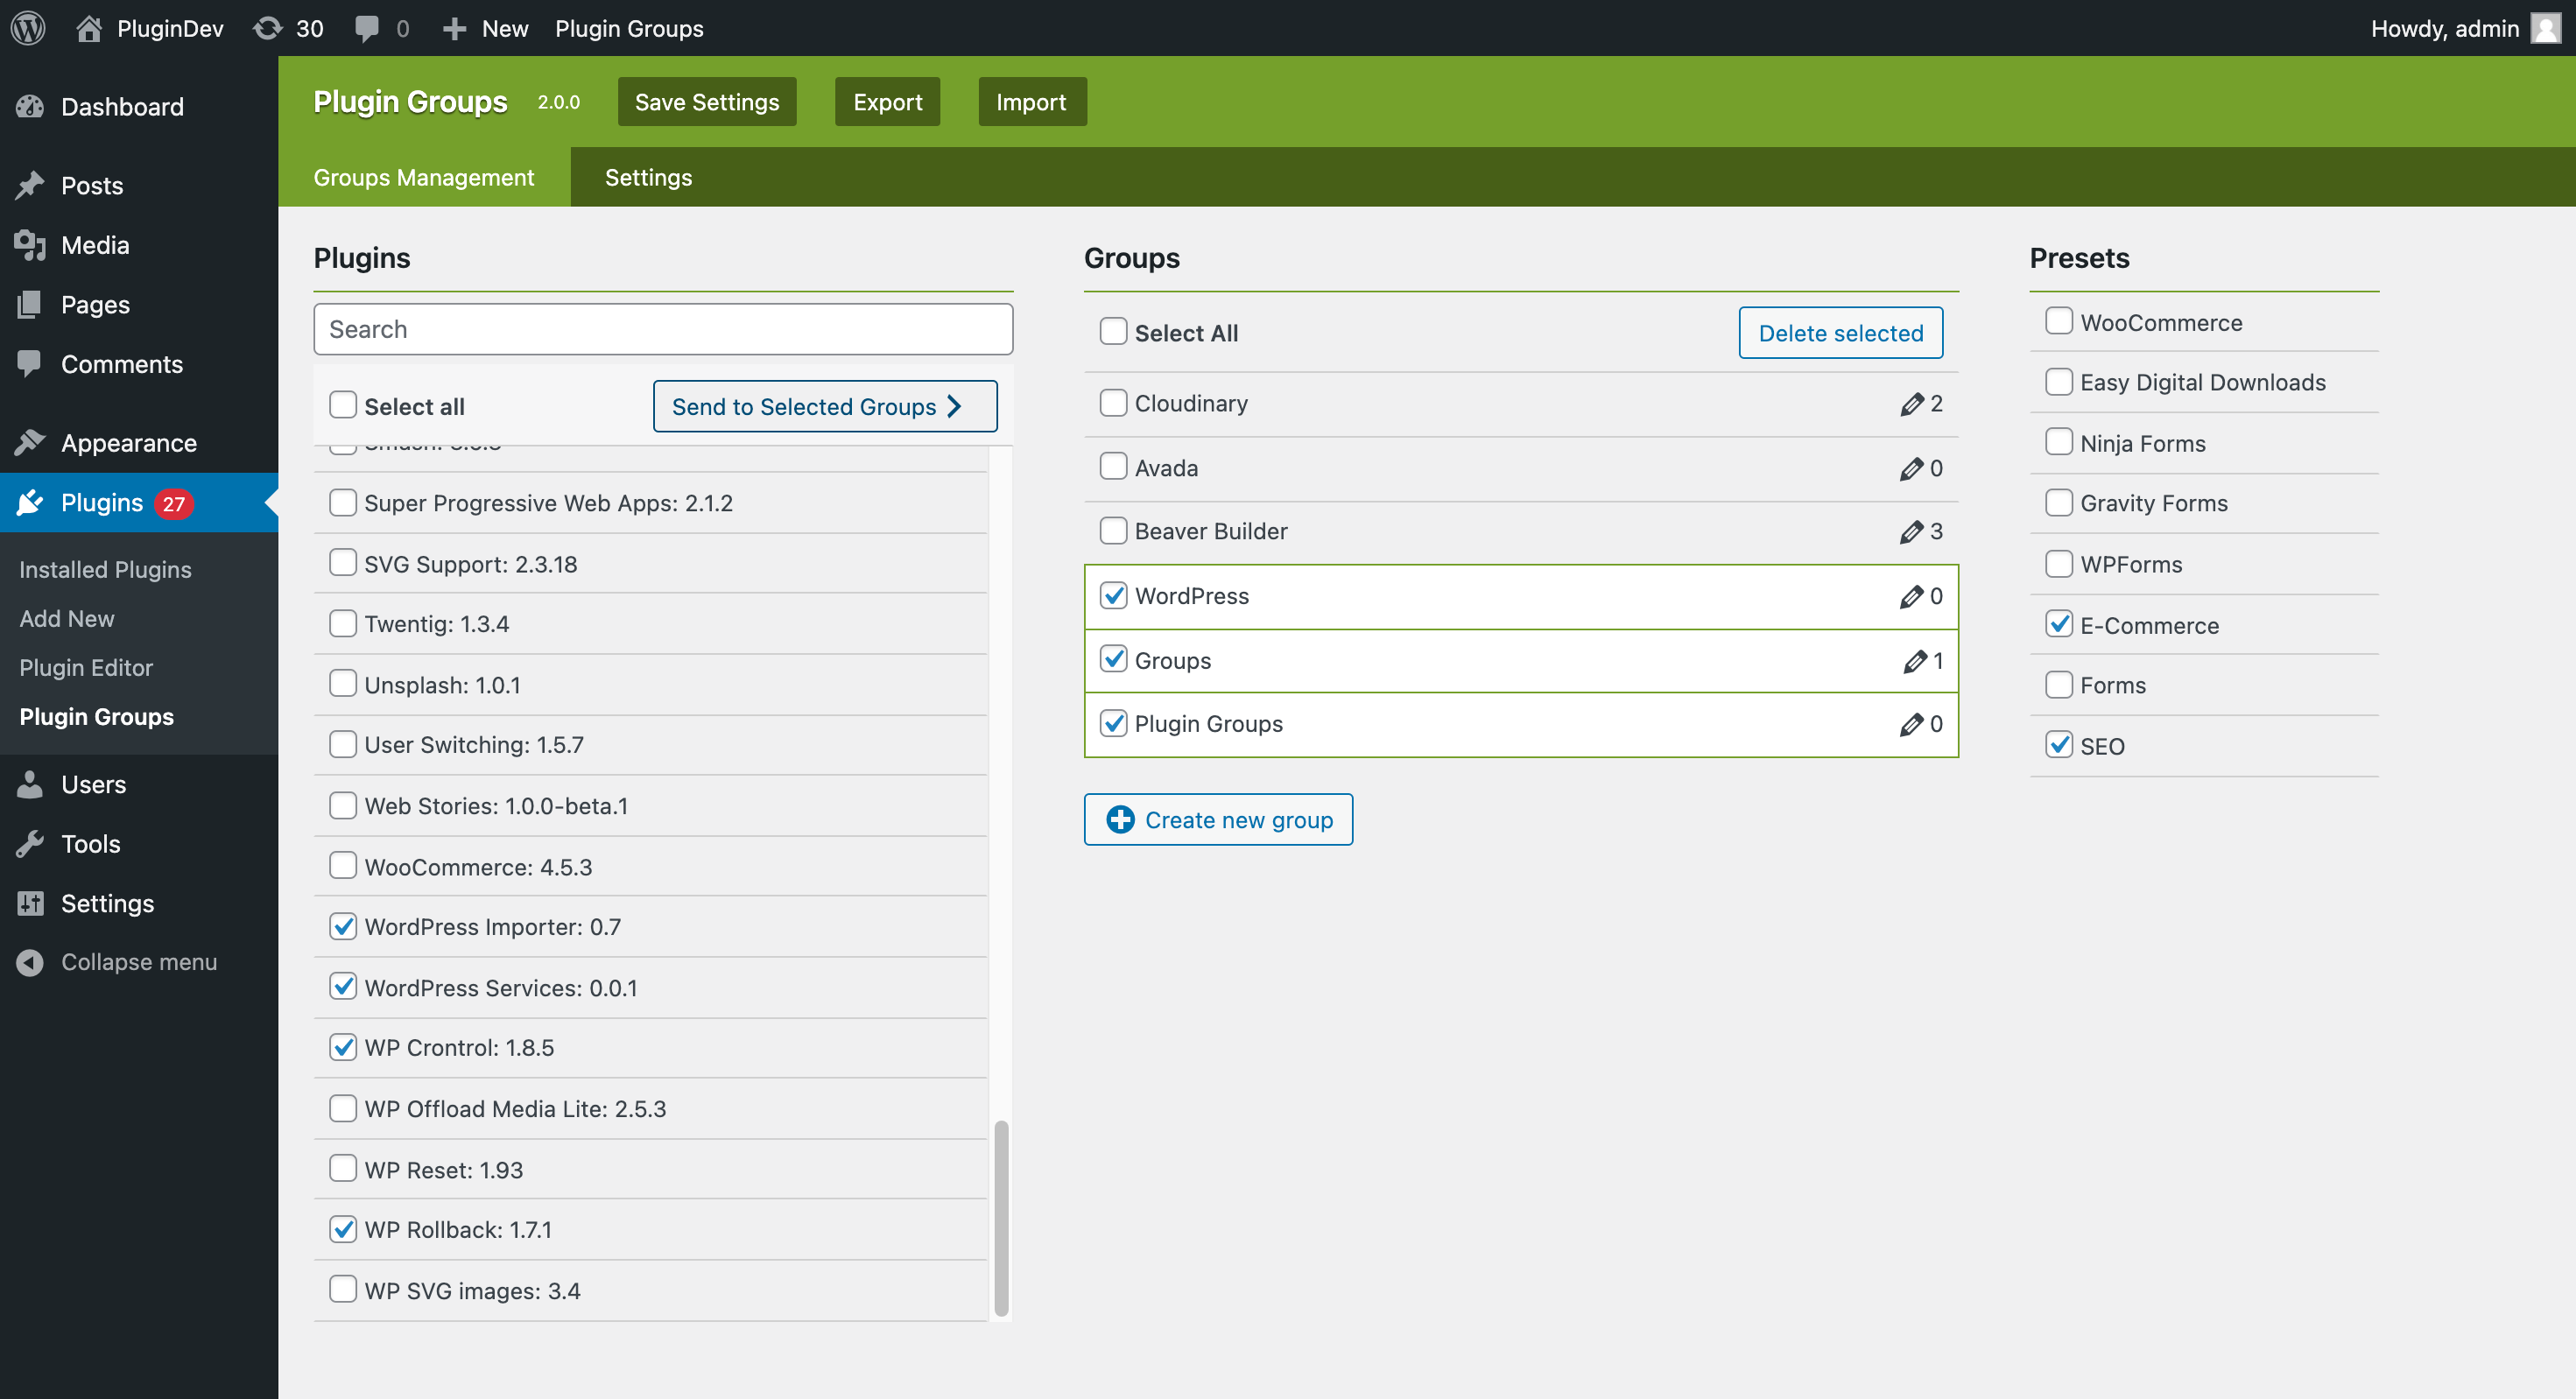 PluginDev 30 0 New Plugin Groups Howdy, admin
Dashboard
Posts
Media
Pages
Comments
Appearance
Plugins 27
Installed Plugins
Add New
Plugin Editor
Plugin Groups
Users
Tools
Settings
Collapse menu
Plugin Groups 2.0.0 Save Settings Export Import
Groups Management Settings
Plugins
Search
Select all Send to Selected Groups
Super Progressive Web Apps: 2.1.2
SVG Support: 2.3.18
Twentig: 1.3.4
Unsplash: 1.0.1
User Switching: 1.5.7
Web Stories: 1.0.0-beta.1
WooCommerce: 4.5.3
WordPress Importer: 0.7
WordPress Services: 0.0.1
WP Crontrol: 1.8.5
WP Offload Media Lite: 2.5.3
WP Reset: 1.93
WP Rollback: 1.7.1
WP SVG images: 3.4
Groups
Select All Delete selected
Cloudinary 2
Avada 0
Beaver Builder 3
WordPress 0
Groups 1
Plugin Groups 0
Create new group
Presets
WooCommerce
Easy Digital Downloads
Ninja Forms
Gravity Forms
WPForms
E-Commerce
Forms
SEO